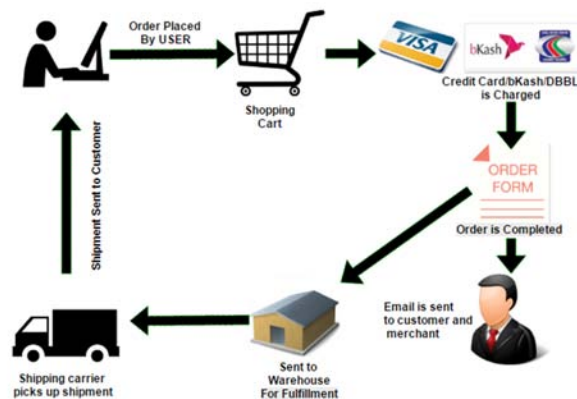 Order Placed
By USER
Shopping
Cart
VISA
bKash
Credit Card/bKash/DBBL
is Charged
ORDER
FORM
Order is Completed
Email is sent
to customer and
merchant
Sent to
Warehouse
For Fulfillment
Shipping carrier
picks up shipment
Shipment Sent to Customer